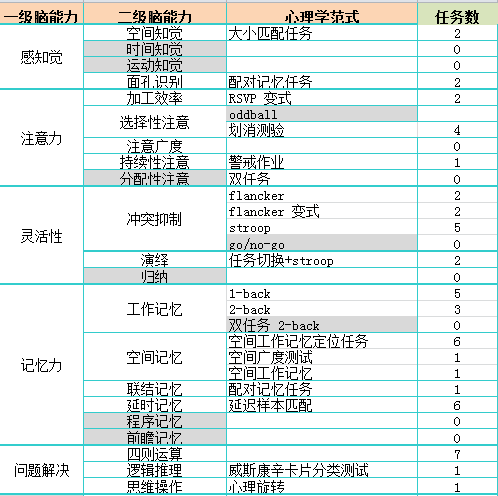 一级脑能力 二级脑能力 心理学范式 任务数
感知觉 空间知觉 大小匹配任务 2
时间知觉 0
运动知觉 0
面孔识别 配对记忆任务 2
注意力 加工效率 RSVP 变式 2
选择性注意 oddball
划消测验 4
注意广度 0
持续性注意 警戒作业 1
分配性注意 双任务 0
灵活性 冲突抑制 flancker 2
flancker 变式 2
stroop 5
go/no-go 0
演绎 任务切换+stroop 2
归纳 0
记忆力 工作记忆 1-back 5
2-back 3
双任务 2-back 0
空间记忆 空间工作记忆定位任务 6
空间广度测试 1
空间工作记忆 1
联结记忆 配对记忆任务 1
延时记忆 延迟样本匹配 6
程序记忆 0
前瞻记忆 0
问题解决 四则运算 7
逻辑推理 威斯康辛卡片分类测试 1
思维操作 心理旋转 1